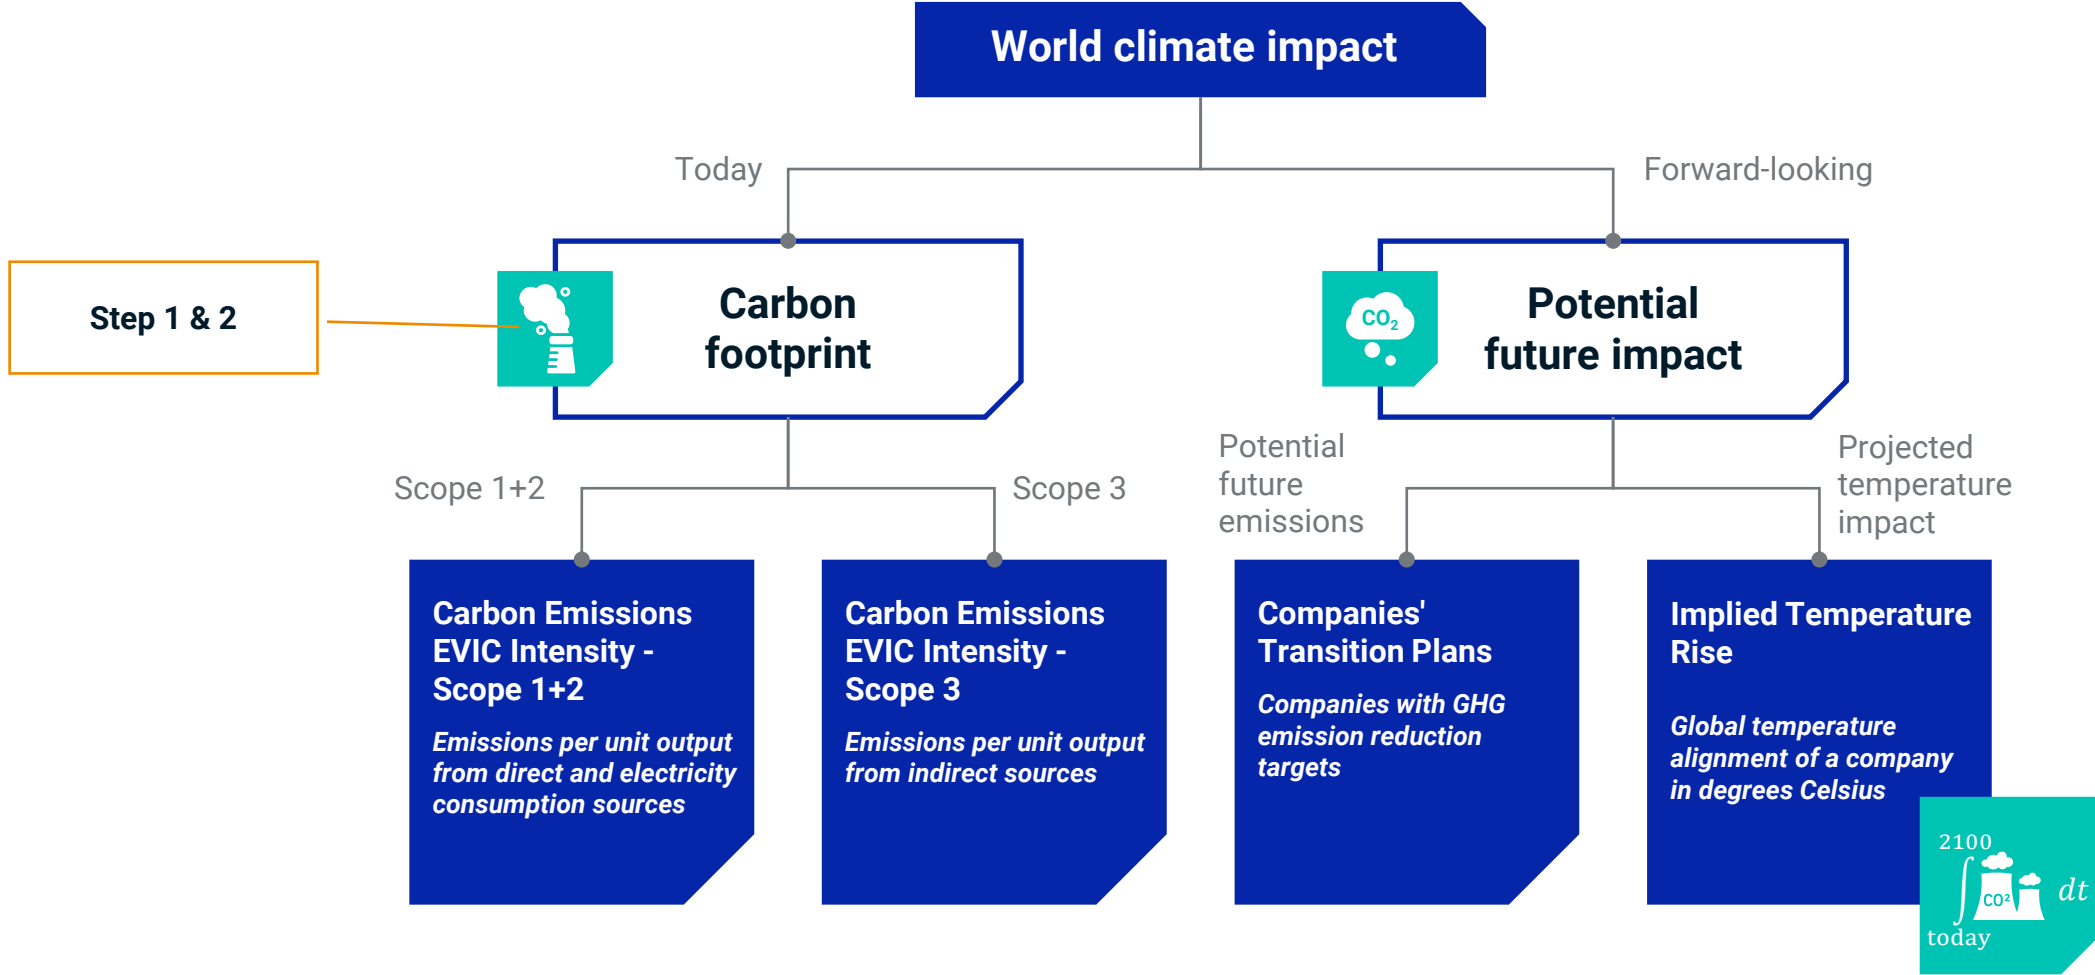 World climate impact
Today
Forward-looking
Step 1 & 2
Carbon
footprint
CO₂
Potential
future impact
Scope 1+2
Scope 3
Potential
future
emissions
Projected
temperature
impact
Carbon Emissions
EVIC Intensity -
Scope 1+2
Emissions per unit output
from direct and electricity
consumption sources
Carbon Emissions
EVIC Intensity -
Scope 3
Emissions per unit output
from indirect sources
Companies'
Transition Plans
Companies with GHG
emission reduction
targets
Implied Temperature
Rise
Global temperature
alignment of a company
in degrees Celsius
2100
∫ CO² dt
today